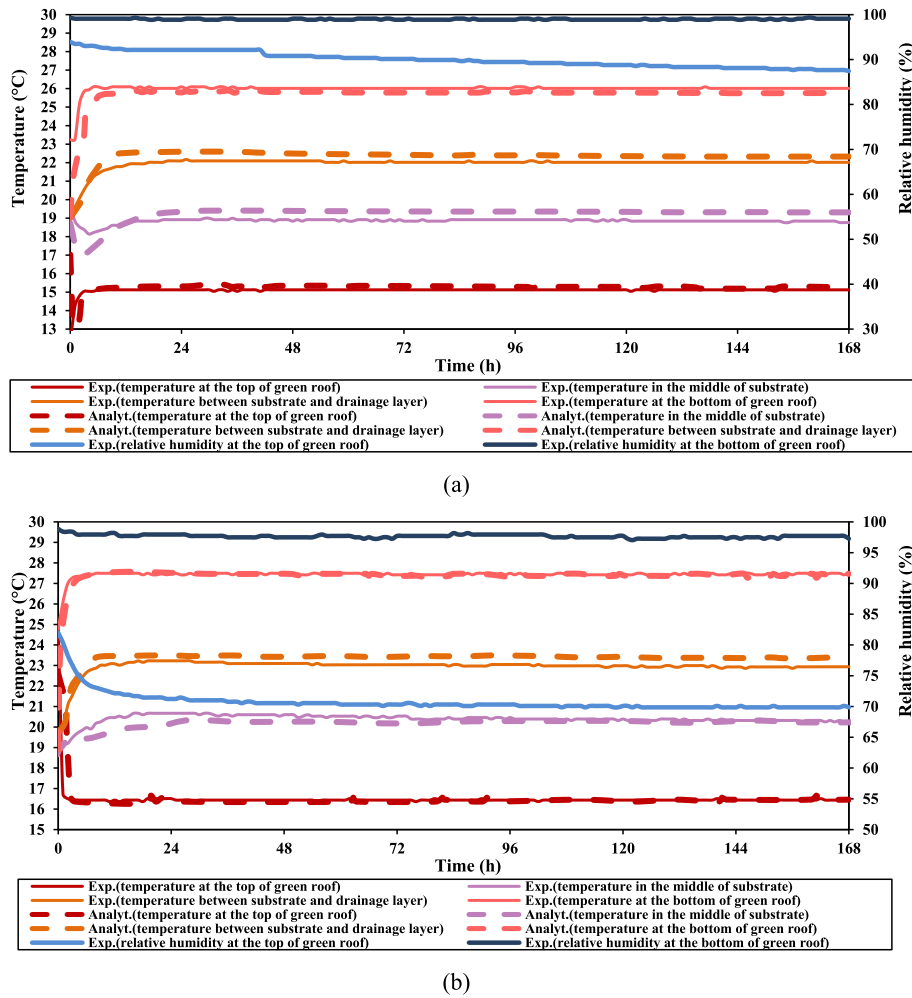 30
29
28
27
26
25
24
23
22
21
20
19
18
17
16
15
14
13
Temperature (°C)
100
90
80
70
60
50
40
30
Relative humidity (%)
0 24 48 72 96 120 144 168
Time (h)
Exp.(temperature at the top of green roof) Exp.(temperature in the middle of substrate)
Exp.(temperature between substrate and drainage layer) Exp.(temperature at the bottom of green roof)
Analyt.(temperature at the top of green roof) Analyt.(temperature in the middle of substrate)
Analyt.(temperature between substrate and drainage layer) Analyt.(temperature between substrate and drainage layer)
Exp.(relative humidity at the top of green roof) Exp.(relative humidity at the bottom of green roof)
(a)
30
29
28
27
26
25
24
23
22
21
20
19
18
17
16
15
Temperature (°C)
100
95
90
85
80
75
70
65
60
55
50
Relative humidity (%)
0 24 48 72 96 120 144 168
Time (h)
Exp.(temperature at the top of green roof) Exp.(temperature in the middle of substrate)
Exp.(temperature between substrate and drainage layer) Exp.(temperature at the bottom of green roof)
Analyt.(temperature at the top of green roof) Analyt.(temperature in the middle of substrate)
Analyt.(temperature between substrate and drainage layer) Analyt.(temperature at the bottom of green roof)
Exp.(relative humidity at the top of green roof) Exp.(relative humidity at the bottom of green roof)
(b)